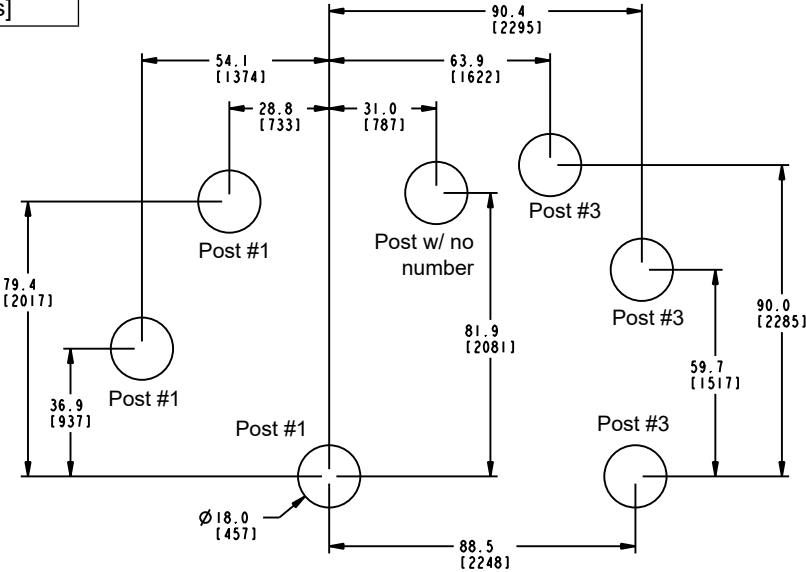 s]
90.4
[2295]
54.1
[1374]
63.9
[1622]
28.8
[733]
31.0
[787]
Post #1
Post w/ no
number
Post #3
79.4
[2017]
Post #3
90.0
[2285]
81.9
[2081]
59.7
[1517]
Post #1
36.9
[937]
Post #1
Post #3
Ø18.0
[457]
88.5
[2248]